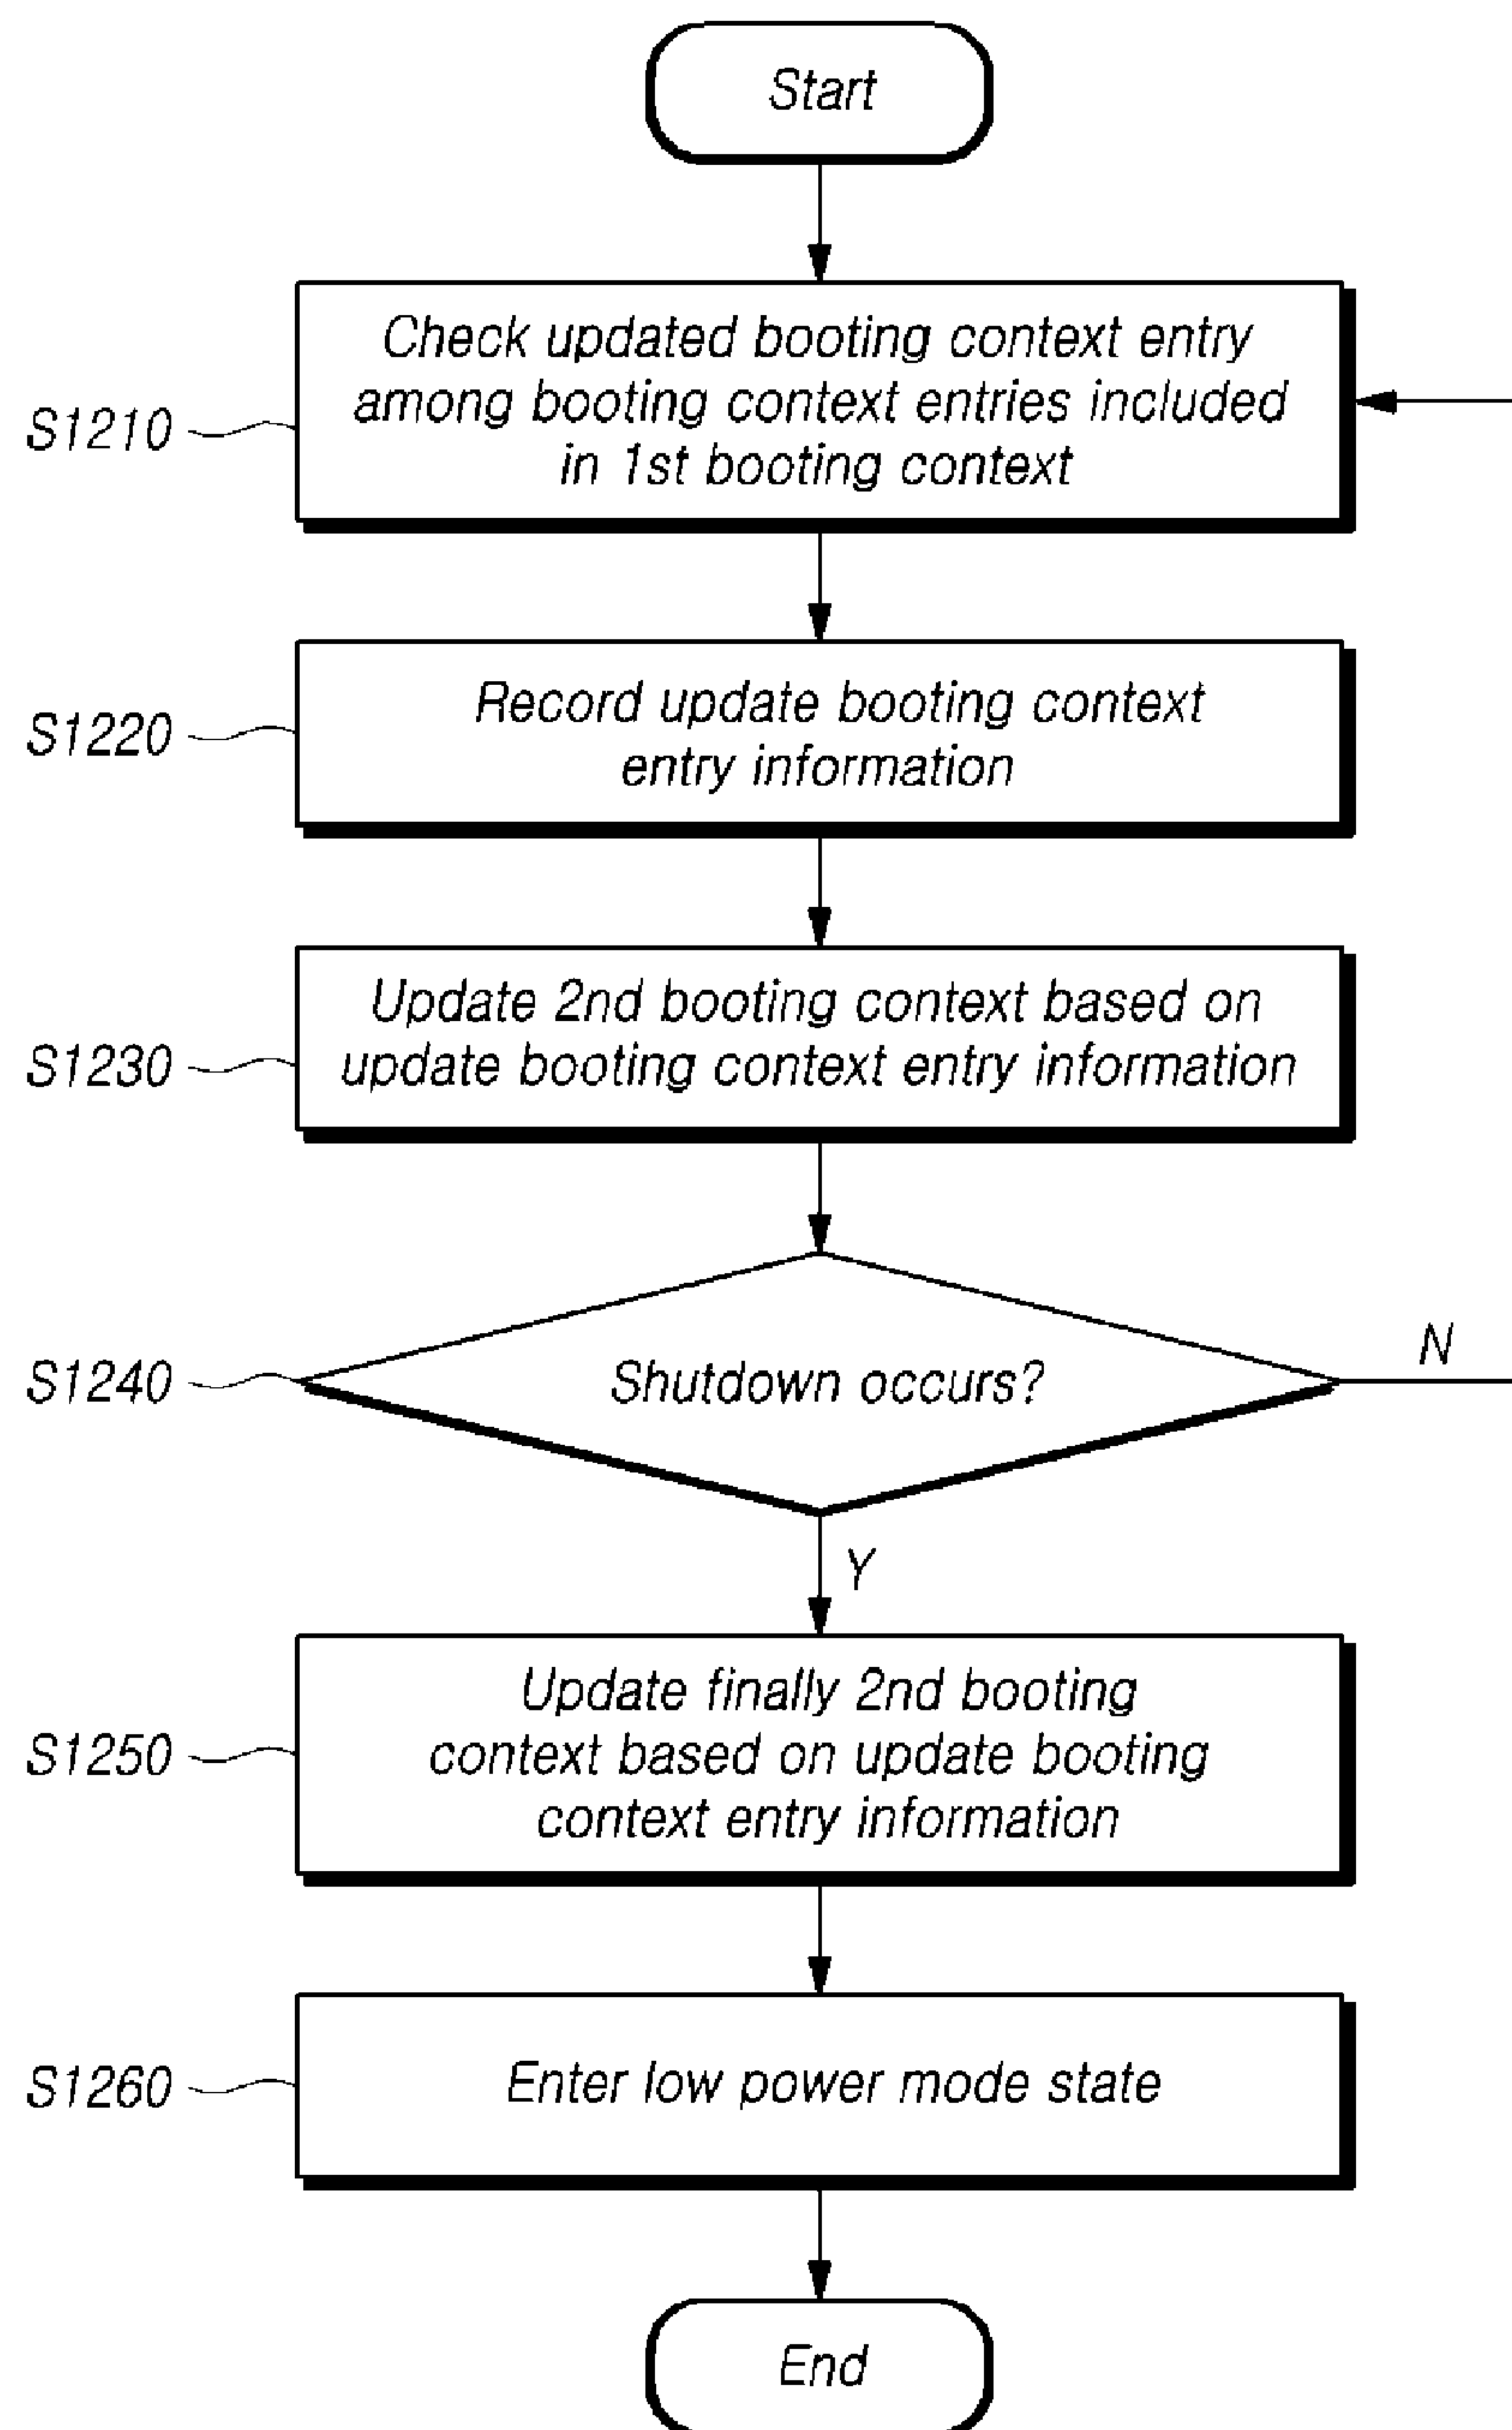 Start
S1210
Check updated booting context entry
among booting context entries included
in 1st booting context
S1220
Record update booting context
entry information
S1230
Update 2nd booting context based on
update booting context entry information
S1240
Shutdown occurs?
N
Y
S1250
Update finally 2nd booting
context based on update booting
context entry information
S1260
Enter low power mode state
End